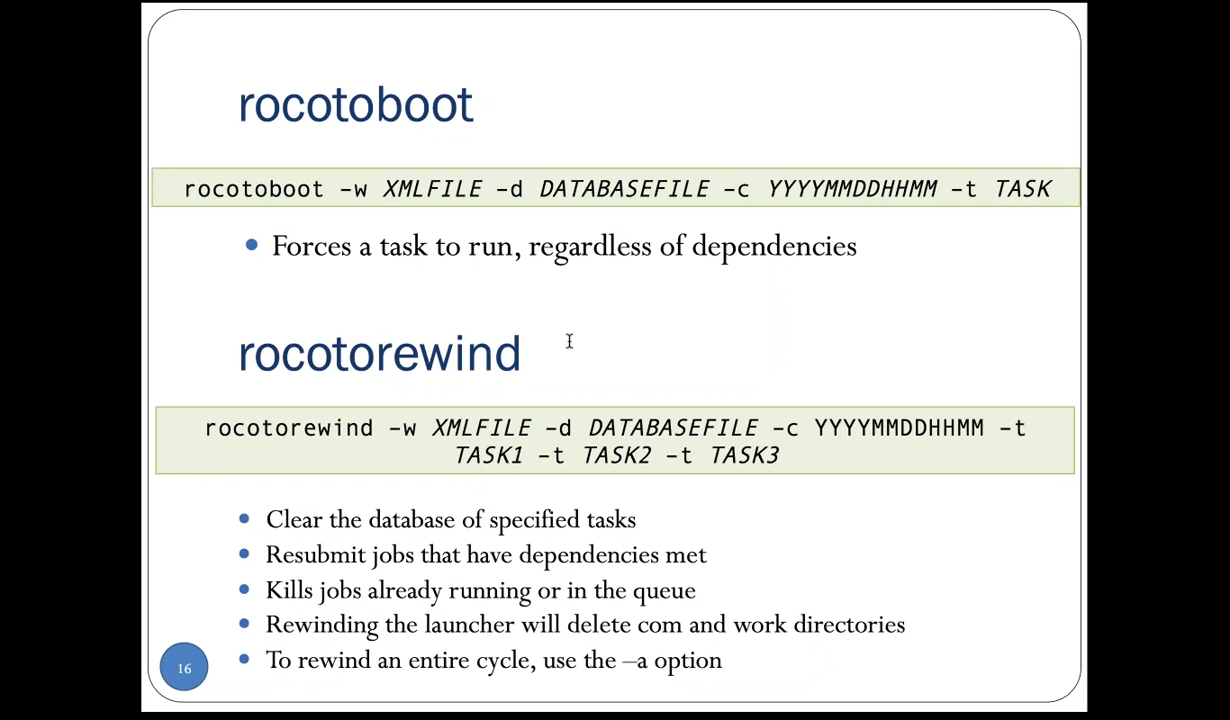 rocotoboot
rocotoboot –w XMLFILE –d DATABASEFILE –c YYYYMMDDHHMM –t TASK
• Forces a task to run, regardless of dependencies
rocotorewind
rocotorewind –w XMLFILE –d DATABASEFILE –c YYYYMMDDHHMM –t
TASK1 –t TASK2 –t TASK3
• Clear the database of specified tasks
• Resubmit jobs that have dependencies met
• Kills jobs already running or in the queue
• Rewinding the launcher will delete com and work directories
• To rewind an entire cycle, use the –a option
16